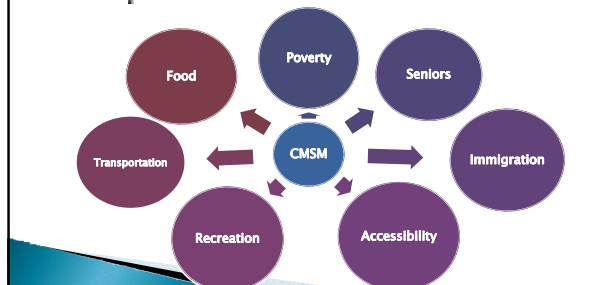 Poverty
Food
Seniors
CMSM
Transportation
Immigration
Recreation
Accessibility